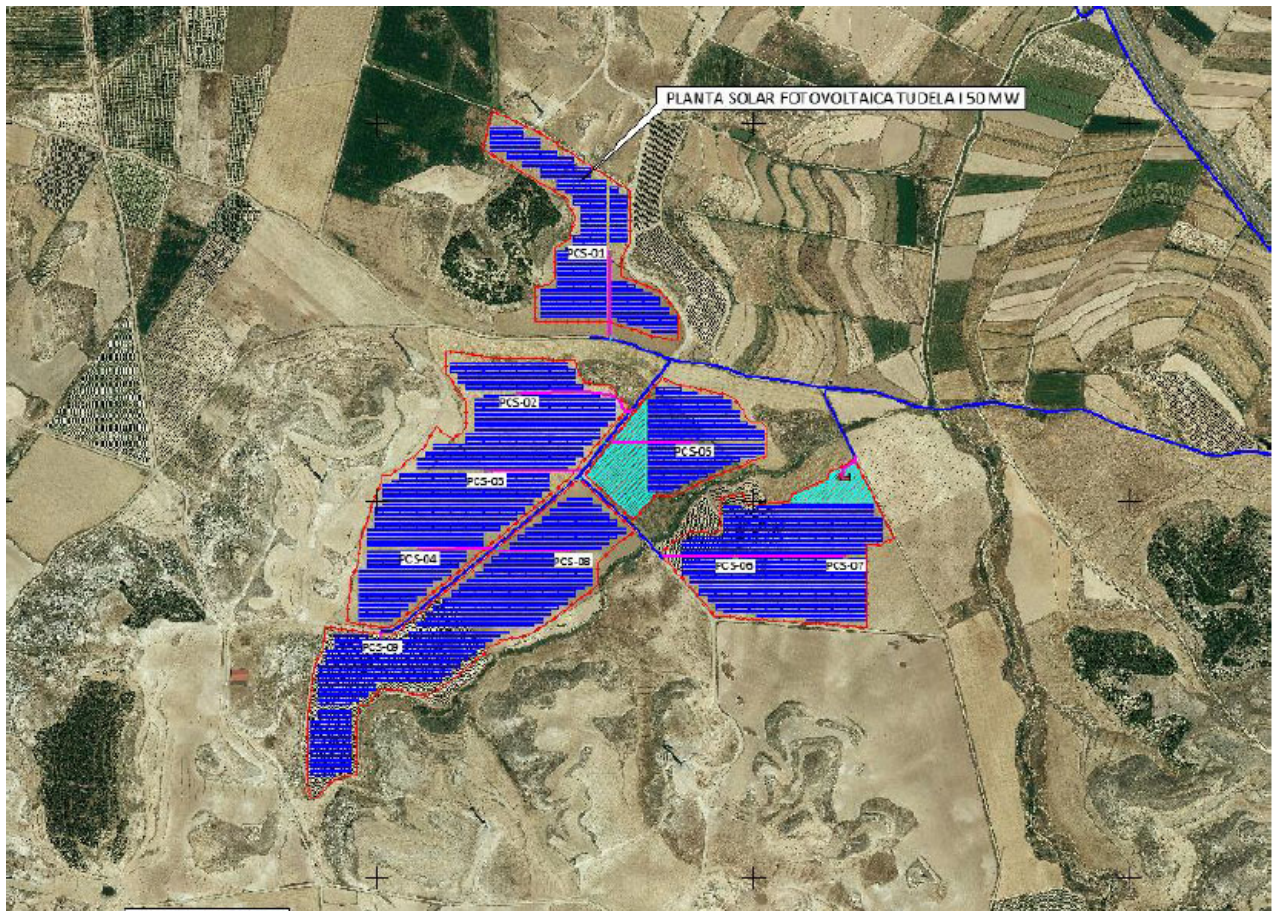 PLANTA SOLAR FOTOVOLTAICA TUDELA I 50 MW
PCS-01
PCS-02
PCS-05
PCS-03
PCS-04
PCS-08
PCS-06
PCS-07
PCS-09